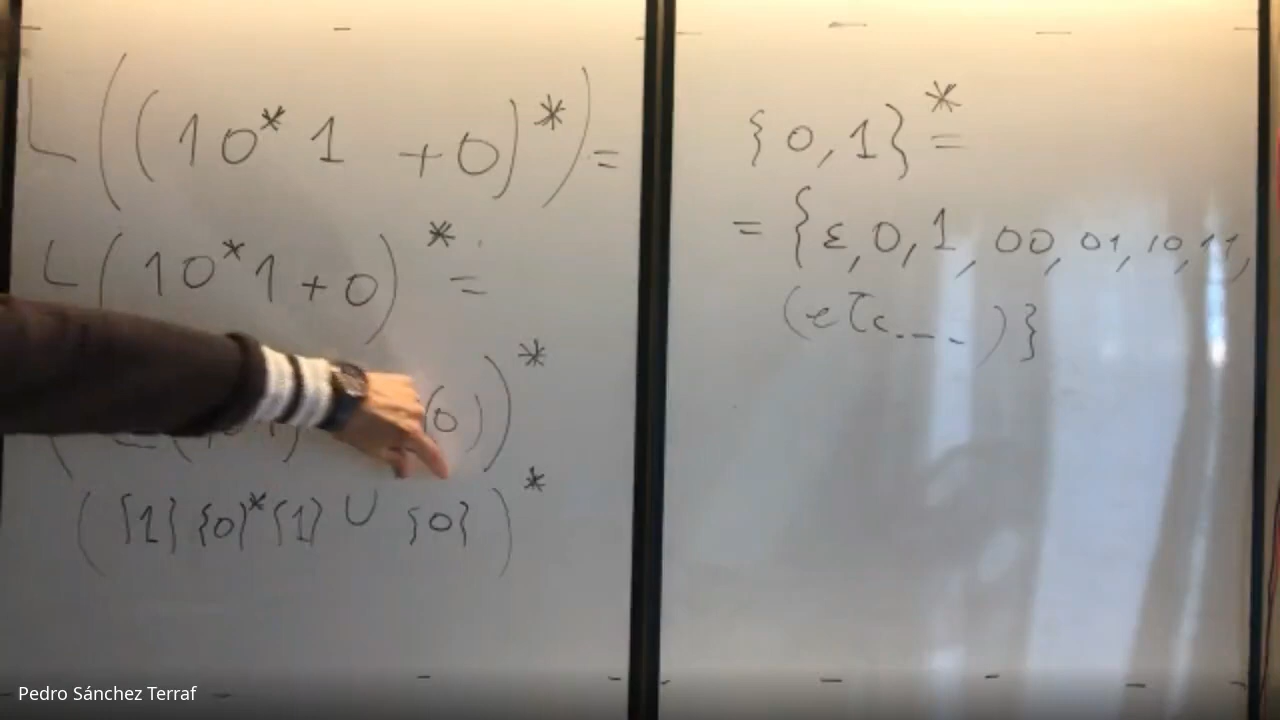 L((10*1 +0)*)=
L(10*1+0)* =
(0))*
({1}{0}*{1} ∪ {0})*
{0,1}* =
= {ε,0,1,00,01,10,11,
(etc---)}
Pedro Sánchez Terraf